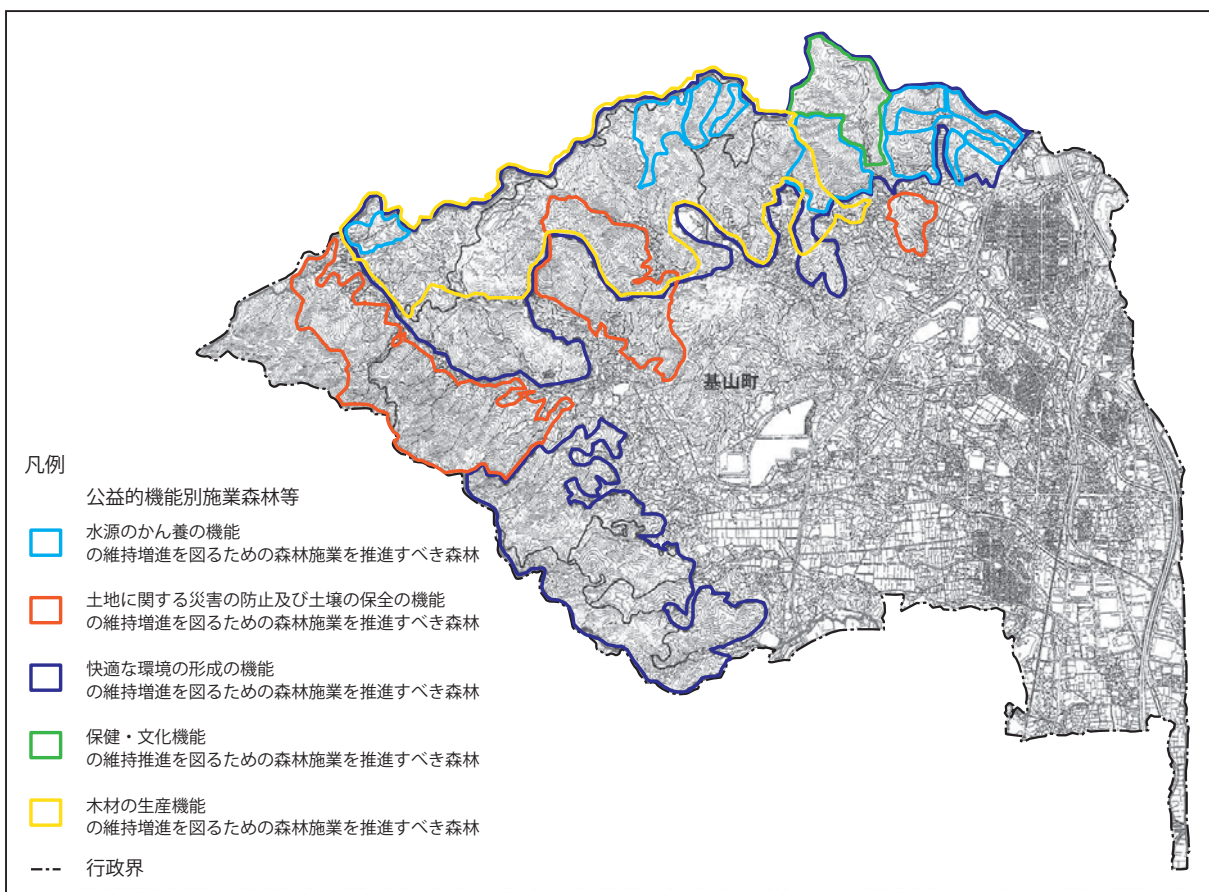 基山町
凡例
公益的機能別施業森林等
水源のかん養の機能
の維持増進を図るための森林施業を推進すべき森林
土地に関する災害の防止及び土壌の保全の機能
の維持増進を図るための森林施業を推進すべき森林
快適な環境の形成の機能
の維持増進を図るための森林施業を推進すべき森林
保健・文化機能
の維持推進を図るための森林施業を推進すべき森林
木材の生産機能
の維持増進を図るための森林施業を推進すべき森林
行政界